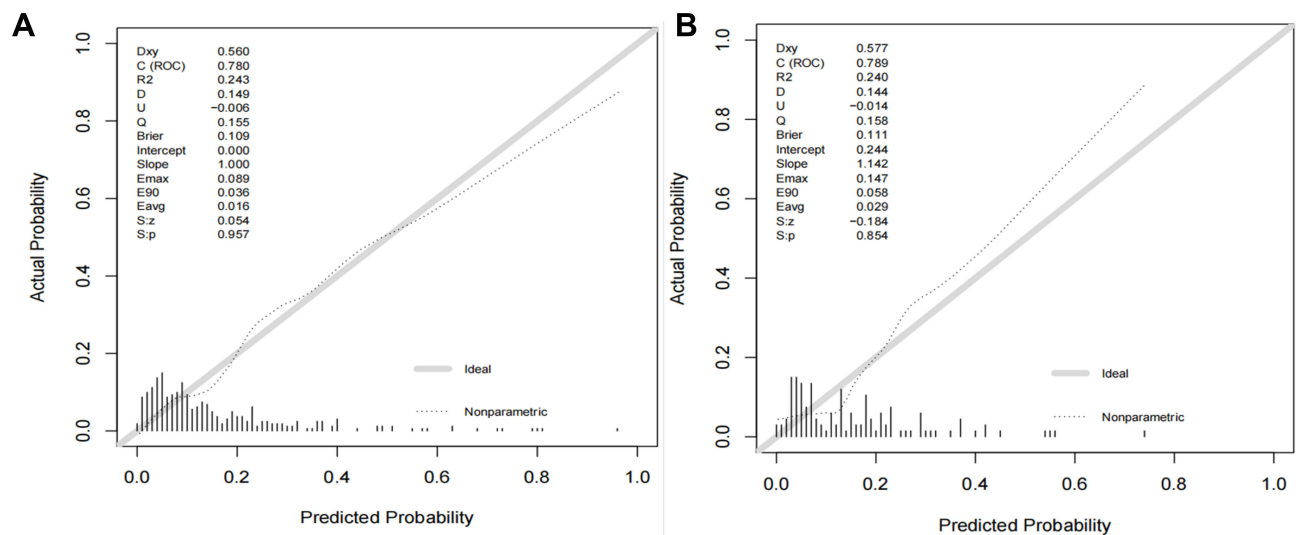 A
Dxy 0.560
C (ROC) 0.780
R2 0.243
D 0.149
U −0.006
Q 0.155
Brier 0.109
Intercept 0.000
Slope 1.000
Emax 0.089
E90 0.036
Eavg 0.016
S:z 0.054
S:p 0.957
Actual Probability
1.0
0.8
0.6
0.4
0.2
0.0
Ideal
Nonparametric
0.0 0.2 0.4 0.6 0.8 1.0
Predicted Probability
B
Dxy 0.577
C (ROC) 0.789
R2 0.240
D 0.144
U −0.014
Q 0.158
Brier 0.111
Intercept 0.244
Slope 1.142
Emax 0.147
E90 0.058
Eavg 0.029
S:z −0.184
S:p 0.854
Actual Probability
1.0
0.8
0.6
0.4
0.2
0.0
Ideal
Nonparametric
0.0 0.2 0.4 0.6 0.8 1.0
Predicted Probability